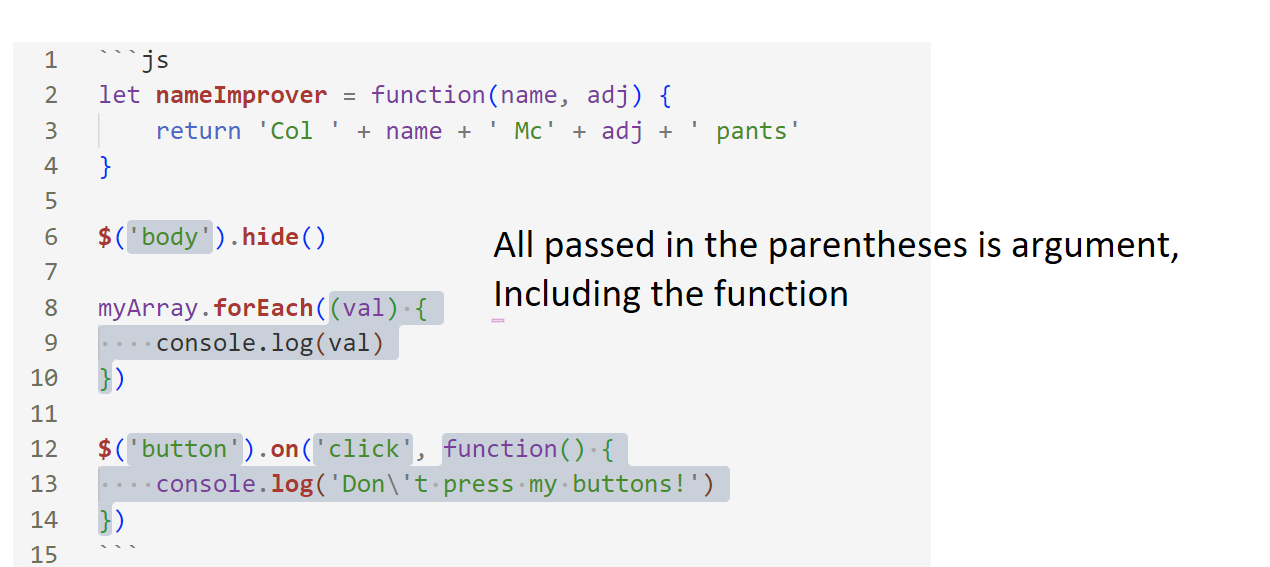 1 ```js
2 let nameImprover = function(name, adj) {
3     return 'Col ' + name + ' Mc' + adj + ' pants'
4 }
5
6 $('body').hide()
All passed in the parentheses is argument,
7
Including the function
8 myArray.forEach((val)·{
9 ····console.log(val)
10 })
11
12 $('button').on('click', function()·{
13 ····console.log('Don\'t·press·my·buttons!')
14 })
15 ```